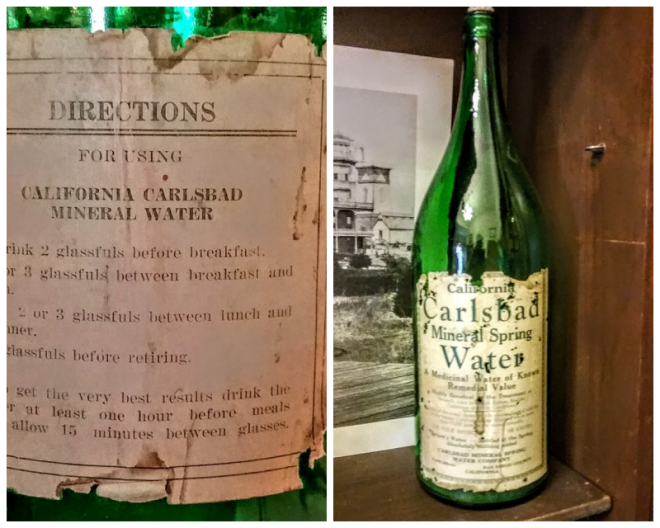 DIRECTIONS
FOR USING
CALIFORNIA CARLSBAD
MINERAL WATER
rink 2 glassfuls before breakfast.
or 3 glassfuls between breakfast and
n.
2 or 3 glassfuls between lunch and
nner.
glassfuls before retiring.
get the very best results drink the
er at least one hour before meals
allow 15 minutes between glasses.
California
Carlsbad
Mineral Spring
Water
A Medicinal Water of Known
Remedial Value
CARLSBAD MINERAL SPRING
WATER COMPANY
CALIFORNIA